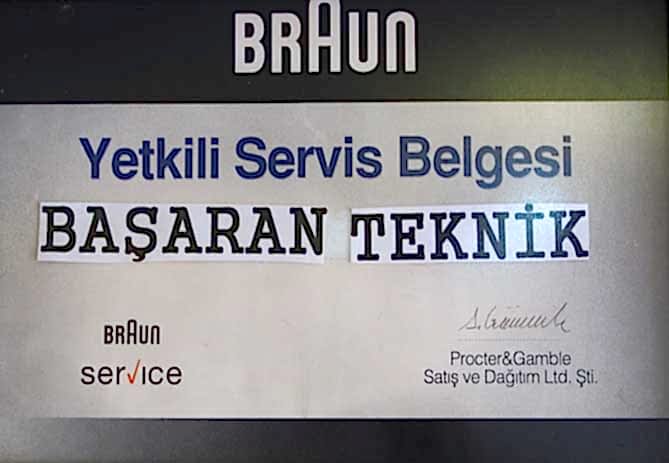 BRAUN
Yetkili Servis Belgesi
BAŞARAN TEKNİK
BRAUN
service
Procter&Gamble
Satış ve Dağıtım Ltd. Şti.